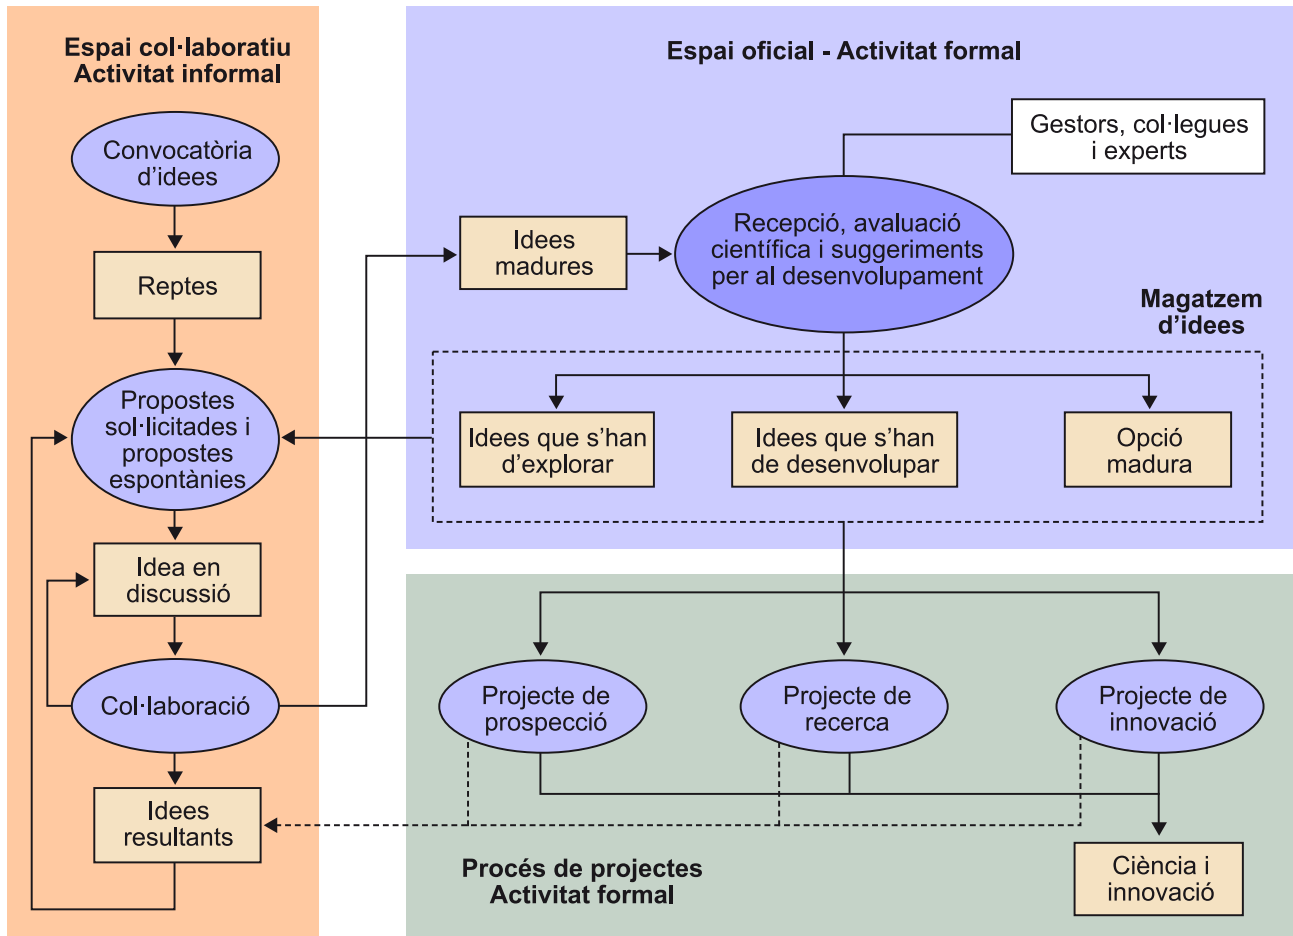 Espai col·laboratiu
Activitat informal
Convocatòria
d’idees
Reptes
Propostes
sol·licitades i
propostes
espontànies
Idea en
discussió
Col·laboració
Idees
resultants
Espai oficial - Activitat formal
Gestors, col·legues
i experts
Idees
madures
Recepció, avaluació
científica i suggeriments
per al desenvolupament
Magatzem
d’idees
Idees que s’han
d’explorar
Idees que s’han
de desenvolupar
Opció
madura
Projecte de
prospecció
Projecte de
recerca
Projecte de
innovació
Procés de projectes
Activitat formal
Ciència i
innovació